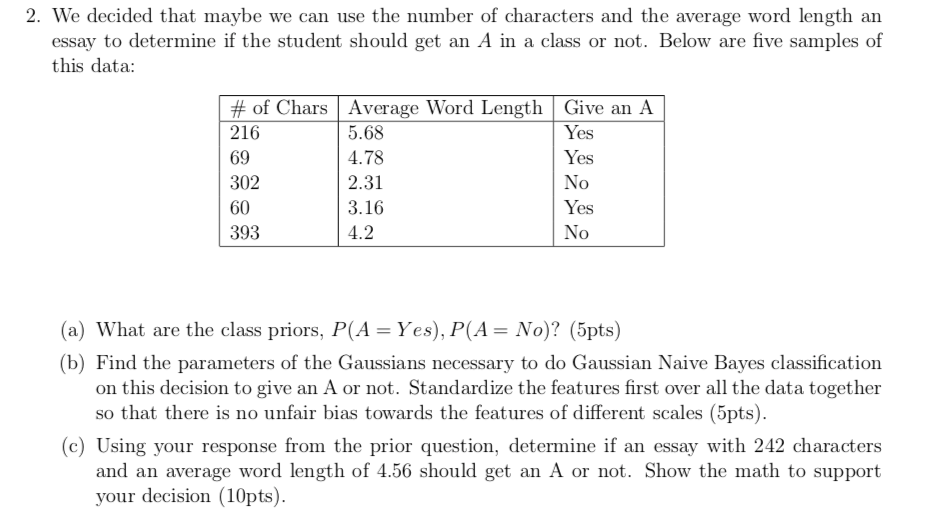 2. We decided that maybe we can use the number of characters and the average word length an
essay to determine if the student should get an A in a class or not. Below are five samples of
this data:
# of Chars Average Word Length Give an A
216 5.68 Yes
69 4.78 Yes
302 2.31 No
60 3.16 Yes
393 4.2 No
(a) What are the class priors, P(A = Yes), P(A = No)? (5pts)
(b) Find the parameters of the Gaussians necessary to do Gaussian Naive Bayes classification
on this decision to give an A or not. Standardize the features first over all the data together
so that there is no unfair bias towards the features of different scales (5pts).
(c) Using your response from the prior question, determine if an essay with 242 characters
and an average word length of 4.56 should get an A or not. Show the math to support
your decision (10pts).